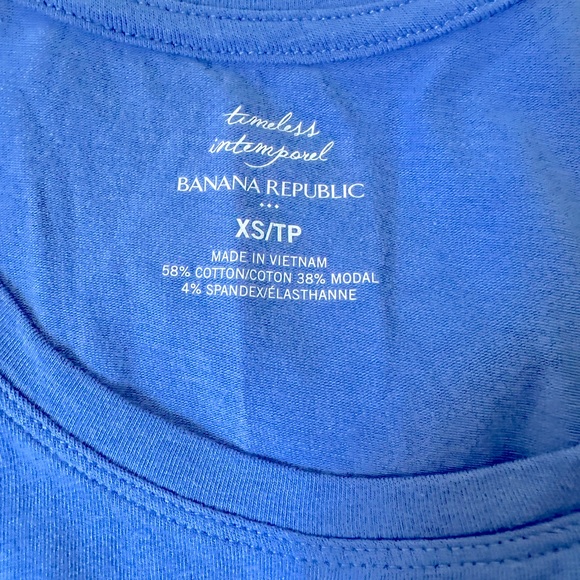 timeless
intemporel
BANANA REPUBLIC
•••
XS/TP
MADE IN VIETNAM
58% COTTON/COTON 38% MODAL
4% SPANDEX/ÉLASTHANNE